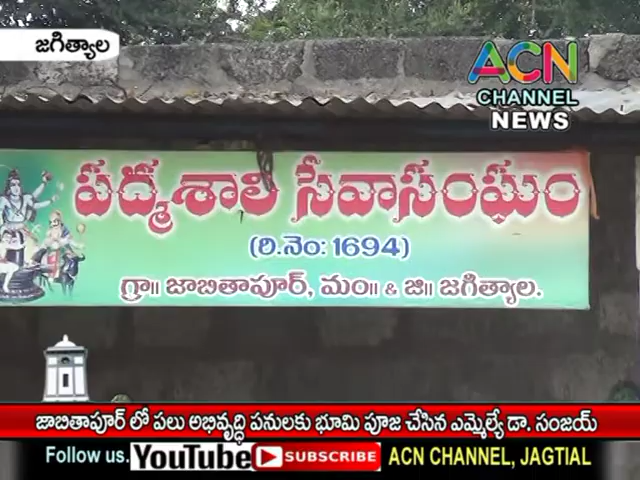 జగిత్యాల
ACN
CHANNEL
NEWS
పద్మశాలి సేవాసంఘం
(రి.నెం: 1694)
గ్రా॥ జాబితాపూర్, మం॥ & జి॥ జగిత్యాల.
జాబితాపూర్ లో పలు అభివృద్ధి పనులకు భూమి పూజ చేసిన ఎమ్మెల్యే డా. సంజయ్
Follow us. YouTube SUBSCRIBE ACN CHANNEL, JAGTIAL